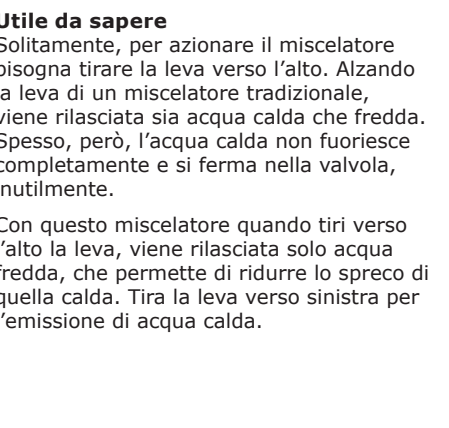 Utile da sapere
Solitamente, per azionare il miscelatore
bisogna tirare la leva verso l’alto. Alzando
la leva di un miscelatore tradizionale,
viene rilasciata sia acqua calda che fredda.
Spesso, però, l’acqua calda non fuoriesce
completamente e si ferma nella valvola,
inutilmente.
Con questo miscelatore quando tiri verso
l’alto la leva, viene rilasciata solo acqua
fredda, che permette di ridurre lo spreco di
quella calda. Tira la leva verso sinistra per
l’emissione di acqua calda.